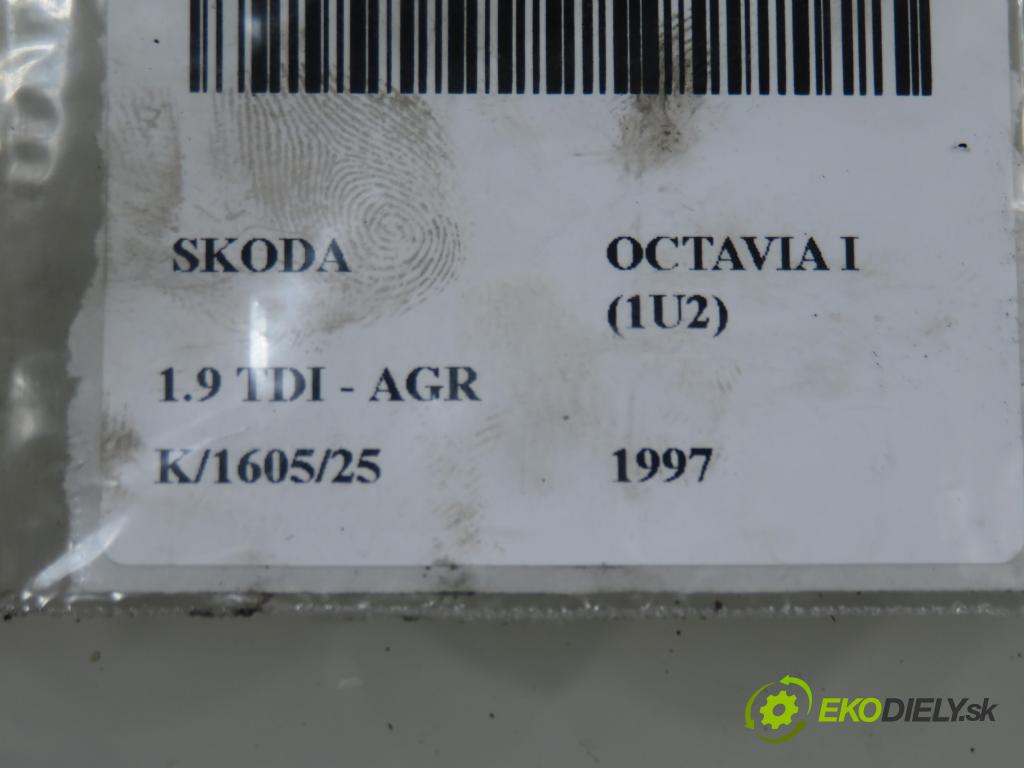 SKODA OCTAVIA I
(1U2)
1.9 TDI - AGR
K/1605/25 1997
EKODIELY.sk